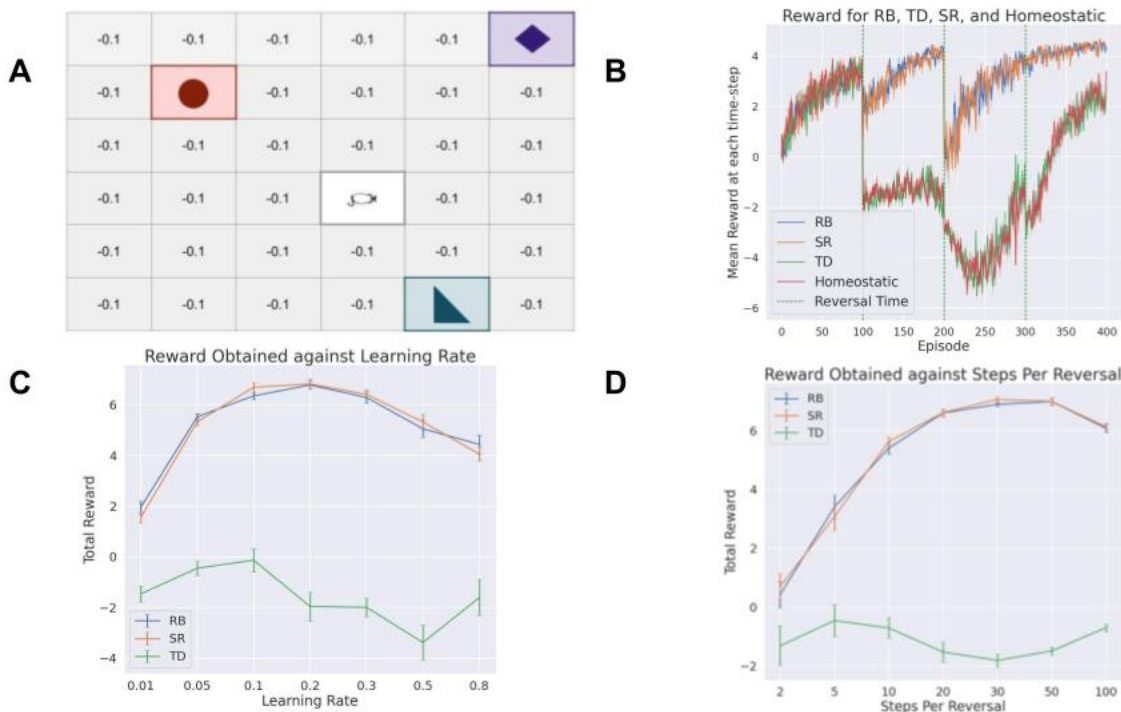 A
-0.1 -0.1 -0.1 -0.1 -0.1
-0.1 -0.1 -0.1 -0.1 -0.1
-0.1 -0.1 -0.1 -0.1 -0.1 -0.1
-0.1 -0.1 -0.1 -0.1 -0.1
-0.1 -0.1 -0.1 -0.1 -0.1 -0.1
-0.1 -0.1 -0.1 -0.1 -0.1
B
Reward for RB, TD, SR, and Homeostatic
Mean Reward at each time-step
4
2
0
−2
−4
−6
RB
SR
TD
Homeostatic
Reversal Time
0 50 100 150 200 250 300 350 400
Episode
C
Reward Obtained against Learning Rate
Total Reward
6
4
2
0
−2
−4
RB
SR
TD
0.01 0.05 0.1 0.2 0.3 0.5 0.8
Learning Rate
D
Reward Obtained against Steps Per Reversal
RB
SR
TD
Total Reward
6
4
2
0
−2
2 5 10 20 30 50 100
Steps Per Reversal